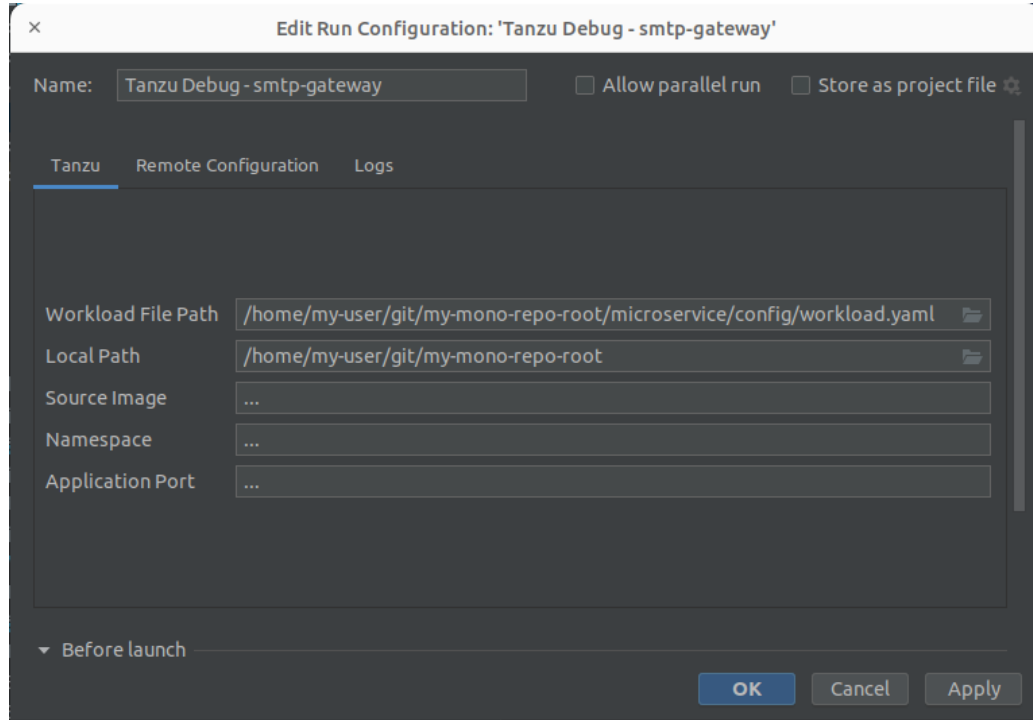 Edit Run Configuration: 'Tanzu Debug - smtp-gateway'
Name: Tanzu Debug - smtp-gateway Allow parallel run Store as project file
Tanzu Remote Configuration Logs
Workload File Path /home/my-user/git/my-mono-repo-root/microservice/config/workload.yaml
Local Path /home/my-user/git/my-mono-repo-root
Source Image ...
Namespace ...
Application Port ...
Before launch
OK Cancel Apply